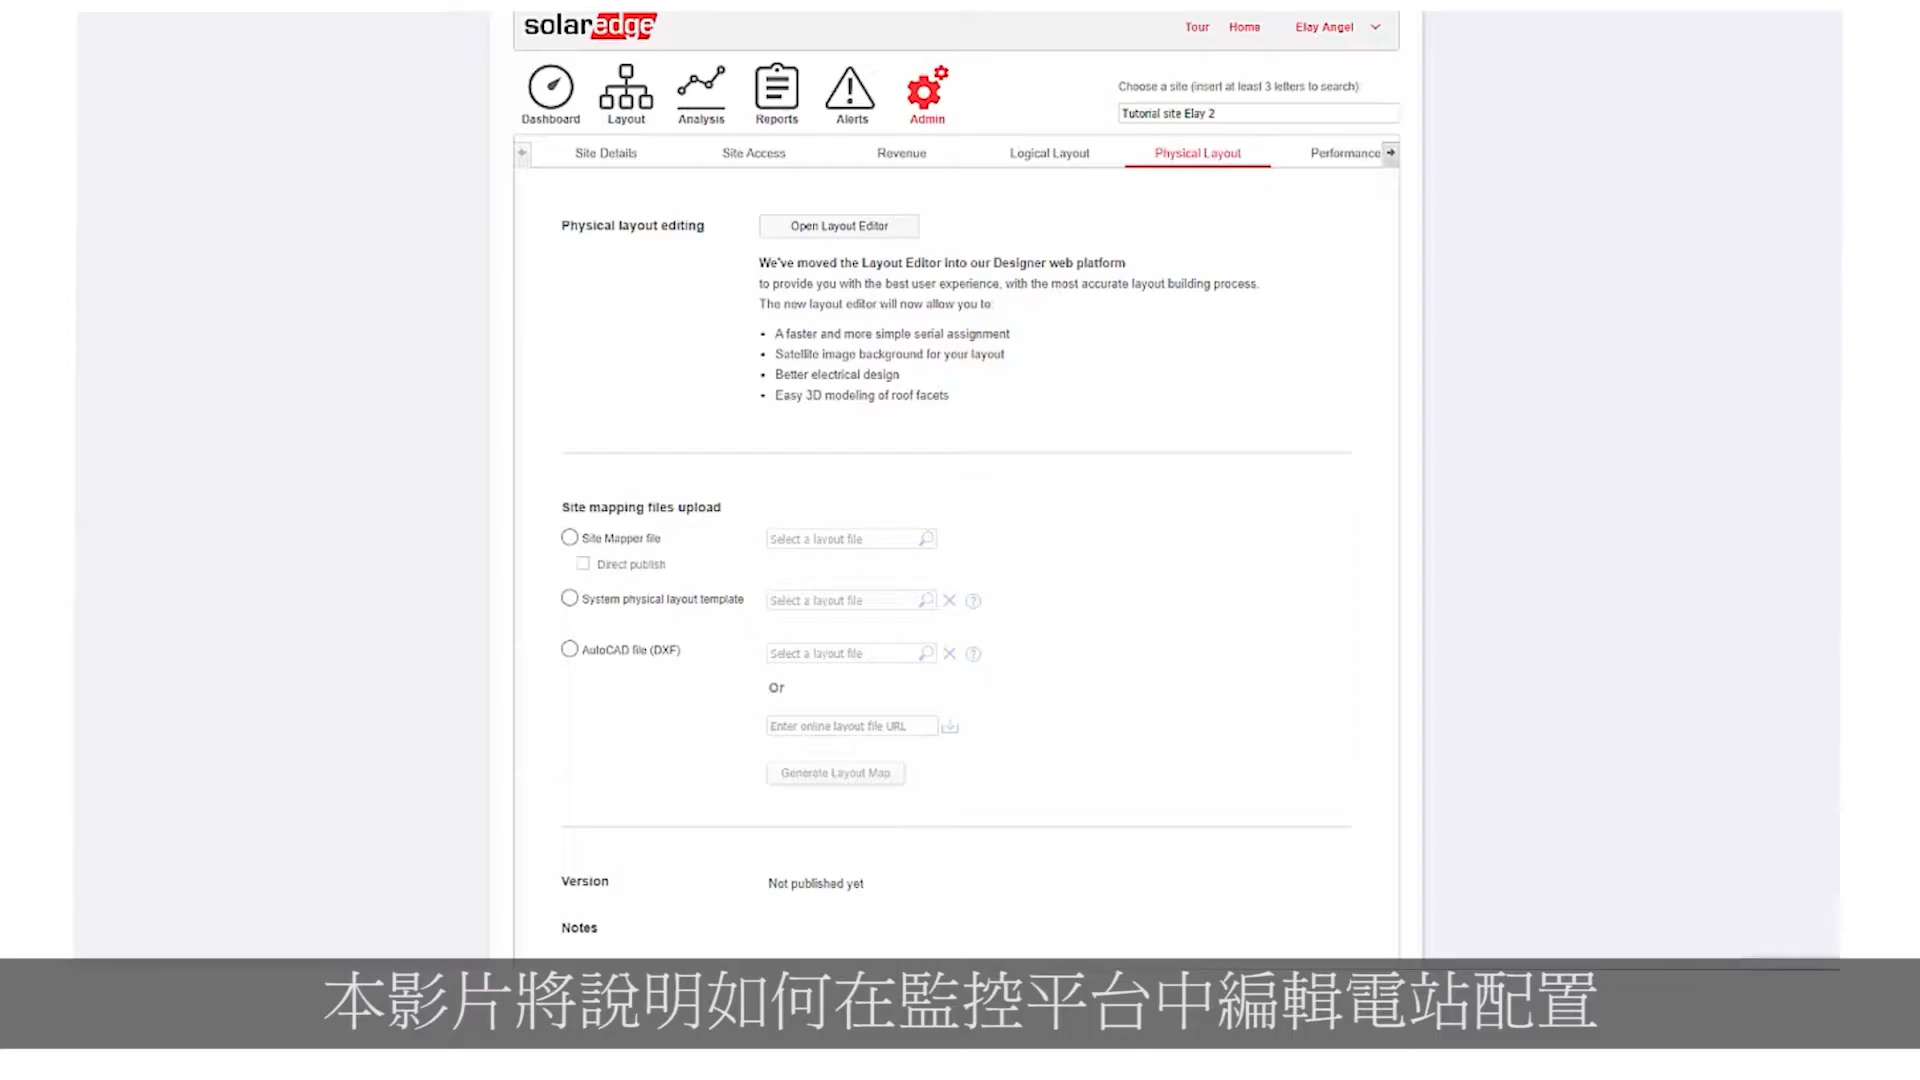 solaredge
Tour Home Elay Angel
Dashboard Layout Analysis Reports Alerts Admin
Choose a site (insert at least 3 letters to search):
Tutorial site Elay 2
Site Details Site Access Revenue Logical Layout Physical Layout Performance
Physical layout editing
Open Layout Editor
We've moved the Layout Editor into our Designer web platform
to provide you with the best user experience, with the most accurate layout building process.
The new layout editor will now allow you to:
• A faster and more simple serial assignment
• Satellite image background for your layout
• Better electrical design
• Easy 3D modeling of roof facets
Site mapping files upload
Site Mapper file Select a layout file
Direct publish
System physical layout template Select a layout file
AutoCAD file (DXF) Select a layout file
Or
Enter online layout file URL
Generate Layout Map
Version Not published yet
Notes
本影片將說明如何在監控平台中編輯電站配置